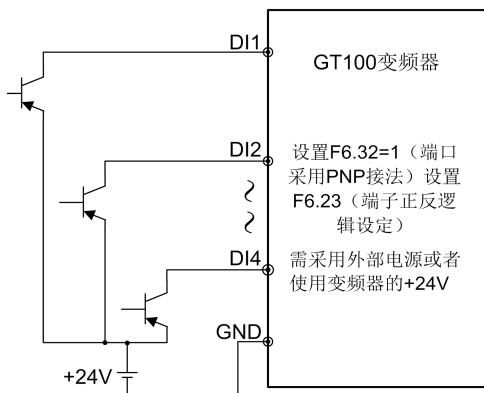 DI1
GT100变频器
DI2
设置F6.32=1（端口
采用PNP接法）设置
F6.23（端子正反逻
辑设定）
DI4
需采用外部电源或者
使用变频器的+24V
GND
+24V